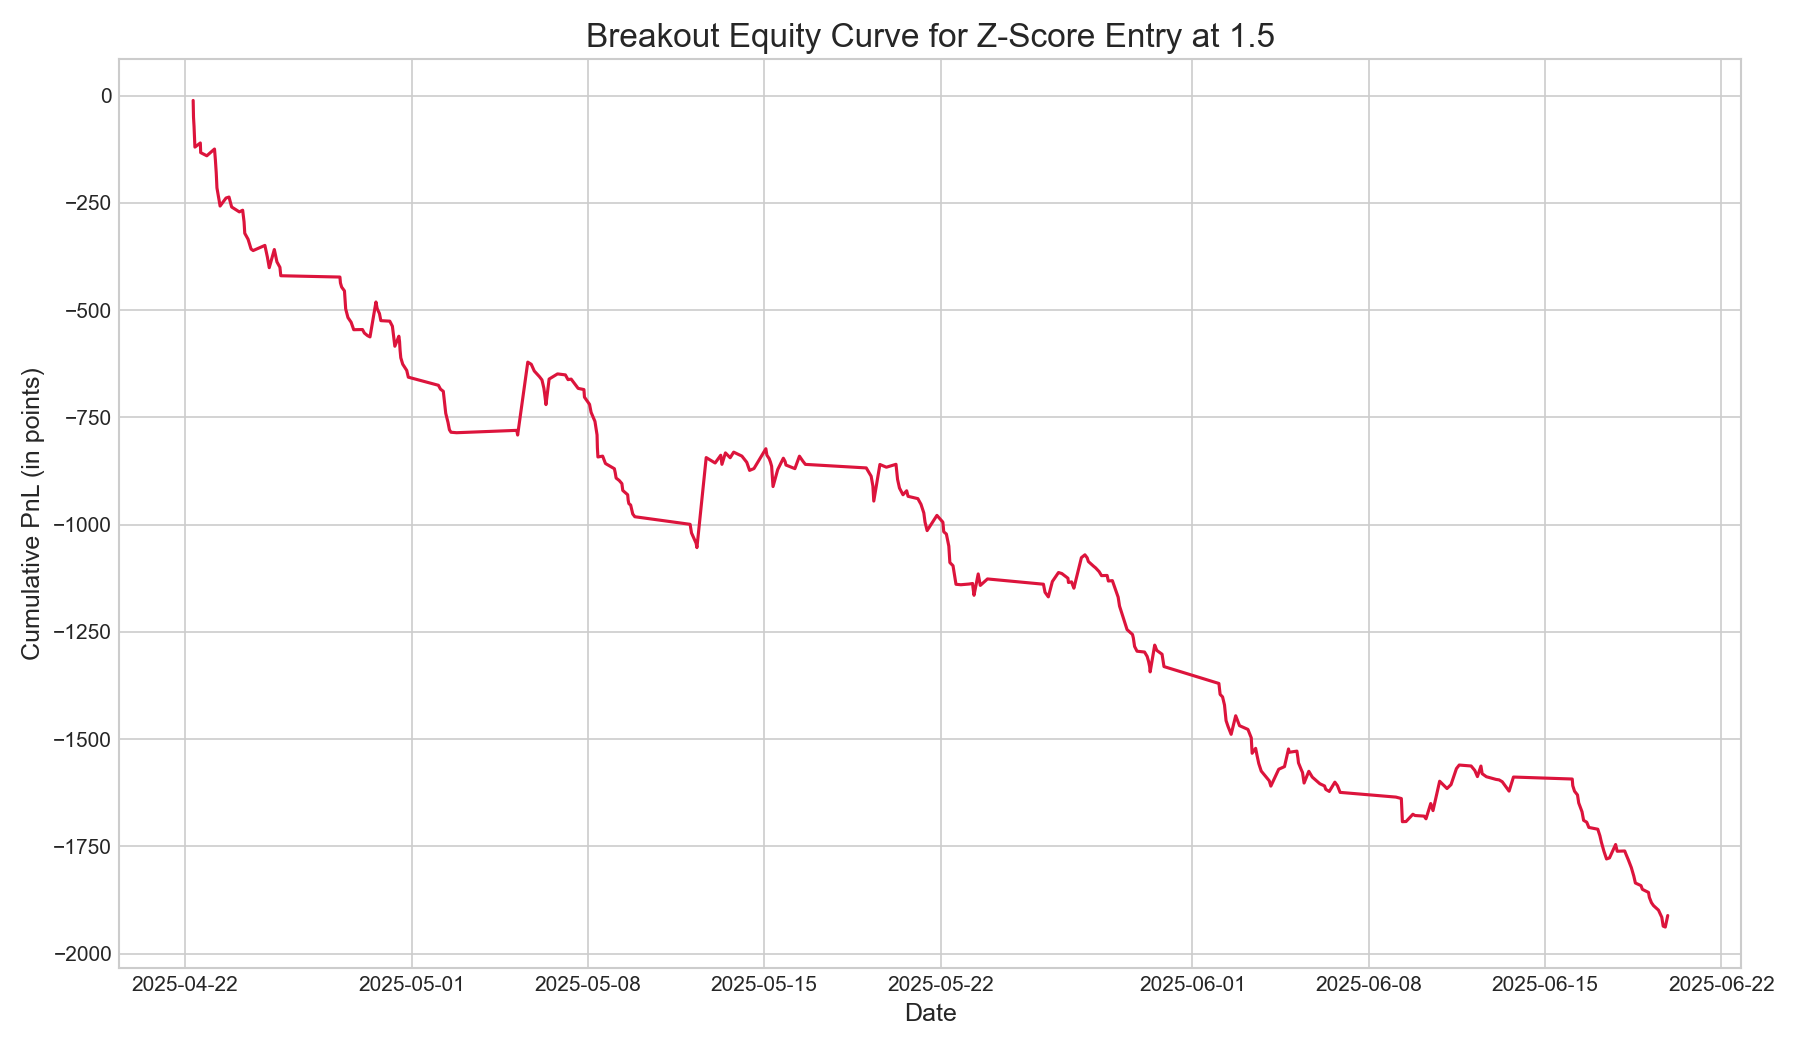 Breakout Equity Curve for Z-Score Entry at 1.5
Cumulative PnL (in points)
0
−250
−500
−750
−1000
−1250
−1500
−1750
−2000
2025-04-22 2025-05-01 2025-05-08 2025-05-15 2025-05-22 2025-06-01 2025-06-08 2025-06-15 2025-06-22
Date